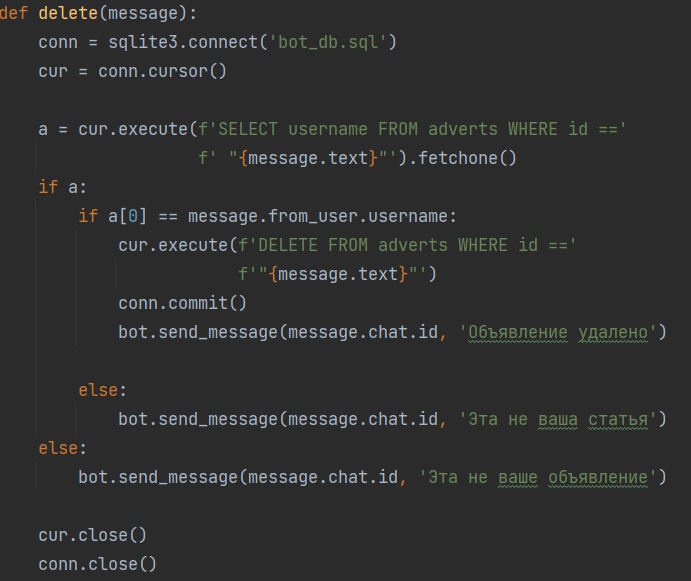 def delete(message):
    conn = sqlite3.connect('bot_db.sql')
    cur = conn.cursor()

    a = cur.execute(f'SELECT username FROM adverts WHERE id =='
                    f' "{message.text}"').fetchone()
    if a:
        if a[0] == message.from_user.username:
            cur.execute(f'DELETE FROM adverts WHERE id =='
                        f'"{message.text}"')
            conn.commit()
            bot.send_message(message.chat.id, 'Объявление удалено')

        else:
            bot.send_message(message.chat.id, 'Эта не ваша статья')
    else:
        bot.send_message(message.chat.id, 'Эта не ваше объявление')

    cur.close()
    conn.close()